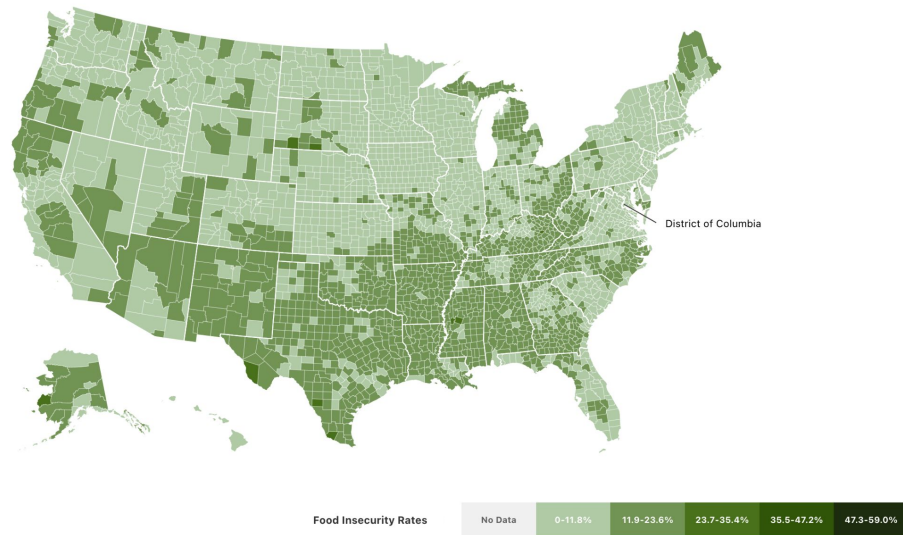 District of Columbia
Food Insecurity Rates No Data 0-11.8% 11.9-23.6% 23.7-35.4% 35.5-47.2% 47.3-59.0%